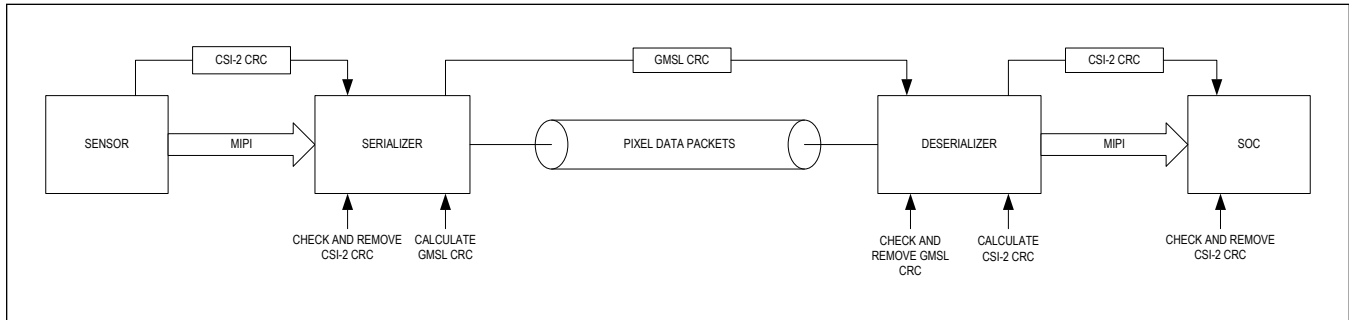 CSI-2 CRC
GMSL CRC
CSI-2 CRC
SENSOR
MIPI
SERIALIZER
PIXEL DATA PACKETS
DESERIALIZER
MIPI
SOC
CHECK AND REMOVE
CSI-2 CRC
CALCULATE
GMSL CRC
CHECK AND
REMOVE GMSL
CRC
CALCULATE
CSI-2 CRC
CHECK AND REMOVE
CSI-2 CRC